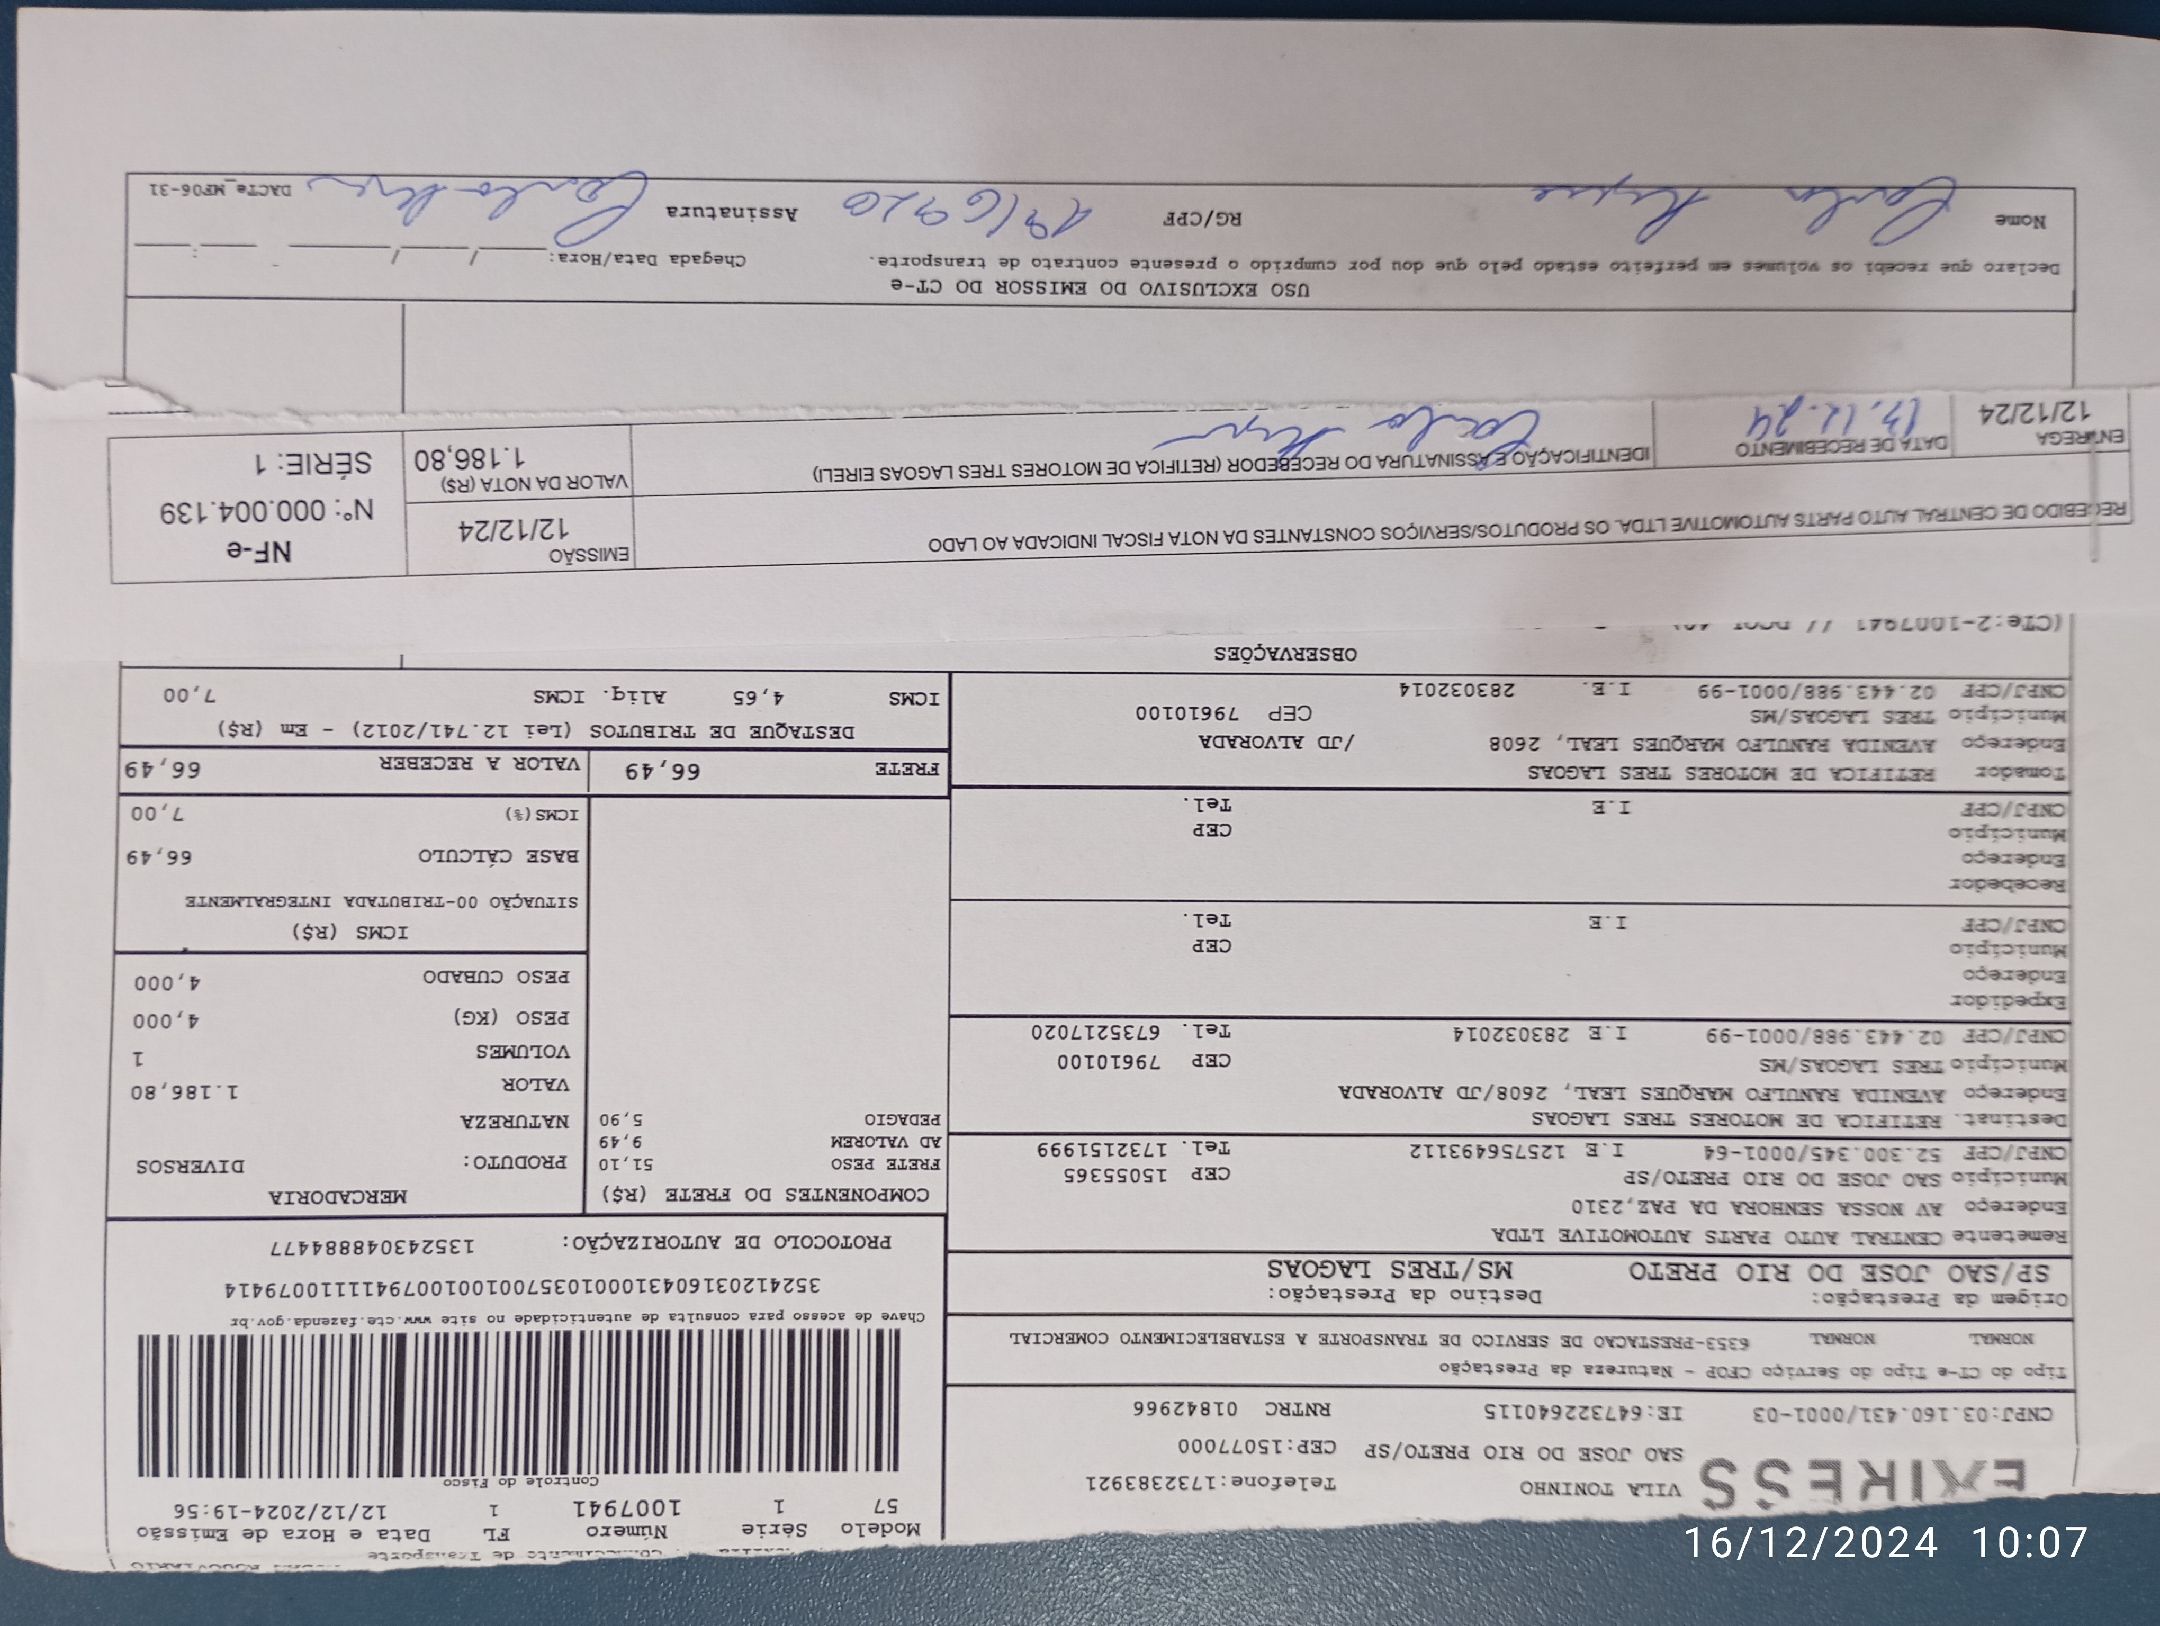 Modelo Série Número FL Data e Hora de Emissão
57 1 1007941 1 12/12/2024-19:56
Controle do Fisco
Chave de acesso para consulta de autenticidade no site www.cte.fazenda.gov.br
35241203160431000103570010010079411110079414
PROTOCOLO DE AUTORIZAÇÃO: 135243048884477
EXPRESS
VILA TONINHO Telefone:1732383921
SAO JOSE DO RIO PRETO/SP CEP:15077000
CNPJ:03.160.431/0001-03 IE:647322640115 RNTRC 01842966
Tipo do CT-e Tipo do Serviço CFOP - Natureza da Prestação
NORMAL NORMAL 6353-PRESTACAO DE SERVICO DE TRANSPORTE A ESTABELECIMENTO COMERCIAL
Origem da Prestação: Destino da Prestação:
SP/SAO JOSE DO RIO PRETO MS/TRES LAGOAS
Remetente CENTRAL AUTO PARTS AUTOMOTIVE LTDA
Endereço AV NOSSA SENHORA DA PAZ,2310
Município SAO JOSE DO RIO PRETO/SP CEP 15055365
CNPJ/CPF 52.300.345/0001-64 I.E 125756493112 Tel. 1732151999
Destinat. RETIFICA DE MOTORES TRES LAGOAS
Endereço AVENIDA RANULFO MARQUES LEAL, 2608/JD ALVORADA
Município TRES LAGOAS/MS CEP 79610100
CNPJ/CPF 02.443.988/0001-99 I.E 283032014 Tel. 6735217020
Expedidor
Endereço
Município CEP
CNPJ/CPF I.E Tel.
Recebedor
Endereço
Município CEP
CNPJ/CPF I.E Tel.
Tomador RETIFICA DE MOTORES TRES LAGOAS
Endereço AVENIDA RANULFO MARQUES LEAL, 2608 /JD ALVORADA
Município TRES LAGOAS/MS CEP 79610100
CNPJ/CPF 02.443.988/0001-99 I.E. 283032014
COMPONENTES DO FRETE (R$)
FRETE PESO 51,10
AD VALOREM 9,49
PEDAGIO 5,90
MERCADORIA
PRODUTO: DIVERSOS
NATUREZA
VALOR 1.186,80
VOLUMES 1
PESO (KG) 4,000
PESO CUBADO 4,000
ICMS (R$)
SITUAÇÃO 00-TRIBUTADA INTEGRALMENTE
BASE CÁLCULO 66,49
ICMS(%) 7,00
FRETE 66,49 VALOR A RECEBER 66,49
DESTAQUE DE TRIBUTOS (Lei 12.741/2012) - Em (R$)
ICMS 4,65 Aliq. ICMS 7,00
OBSERVAÇÕES
(CTe:2-1007941 //
RECEBIDO DE CENTRAL AUTO PARTS AUTOMOTIVE LTDA. OS PRODUTOS/SERVIÇOS CONSTANTES DA NOTA FISCAL INDICADA AO LADO
EMISSÃO
12/12/24
NF-e
Nº: 000.004.139
SÉRIE: 1
ENTREGA
12/12/24
DATA DE RECEBIMENTO
13.12.24
IDENTIFICAÇÃO E ASSINATURA DO RECEBEDOR (RETIFICA DE MOTORES TRES LAGOAS EIRELI)
VALOR DA NOTA (R$)
1.186,80
USO EXCLUSIVO DO EMISSOR DO CT-e
Declaro que recebi os volumes em perfeito estado pelo que dou por cumprido o presente contrato de transporte. Chegada Data/Hora: / / :
Nome RG/CPF Assinatura
DACTe_MF06-31
16/12/2024 10:07